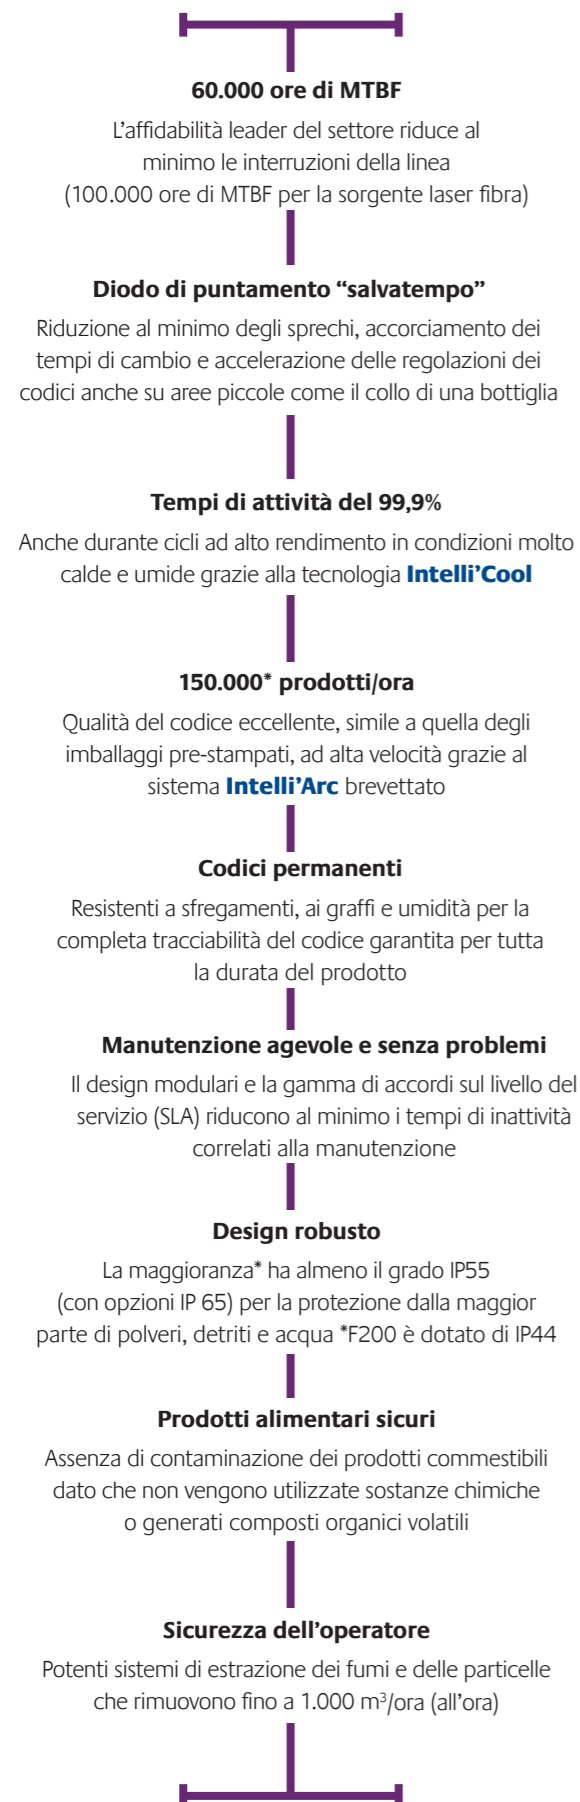 60.000 ore di MTBF
L'affidabilità leader del settore riduce al
minimo le interruzioni della linea
(100.000 ore di MTBF per la sorgente laser fibra)
Diodo di puntamento “salvatempo”
Riduzione al minimo degli sprechi, accorciamento dei
tempi di cambio e accelerazione delle regolazioni dei
codici anche su aree piccole come il collo di una bottiglia
Tempi di attività del 99,9%
Anche durante cicli ad alto rendimento in condizioni molto
calde e umide grazie alla tecnologia Intelli’Cool
150.000* prodotti/ora
Qualità del codice eccellente, simile a quella degli
imballaggi pre-stampati, ad alta velocità grazie al
sistema Intelli’Arc brevettato
Codici permanenti
Resistenti a sfregamenti, ai graffi e umidità per la
completa tracciabilità del codice garantita per tutta
la durata del prodotto
Manutenzione agevole e senza problemi
Il design modulari e la gamma di accordi sul livello del
servizio (SLA) riducono al minimo i tempi di inattività
correlati alla manutenzione
Design robusto
La maggioranza* ha almeno il grado IP55
(con opzioni IP 65) per la protezione dalla maggior
parte di polveri, detriti e acqua *F200 è dotato di IP44
Prodotti alimentari sicuri
Assenza di contaminazione dei prodotti commestibili
dato che non vengono utilizzate sostanze chimiche
o generati composti organici volatili
Sicurezza dell’operatore
Potenti sistemi di estrazione dei fumi e delle particelle
che rimuovono fino a 1.000 m³/ora (all’ora)